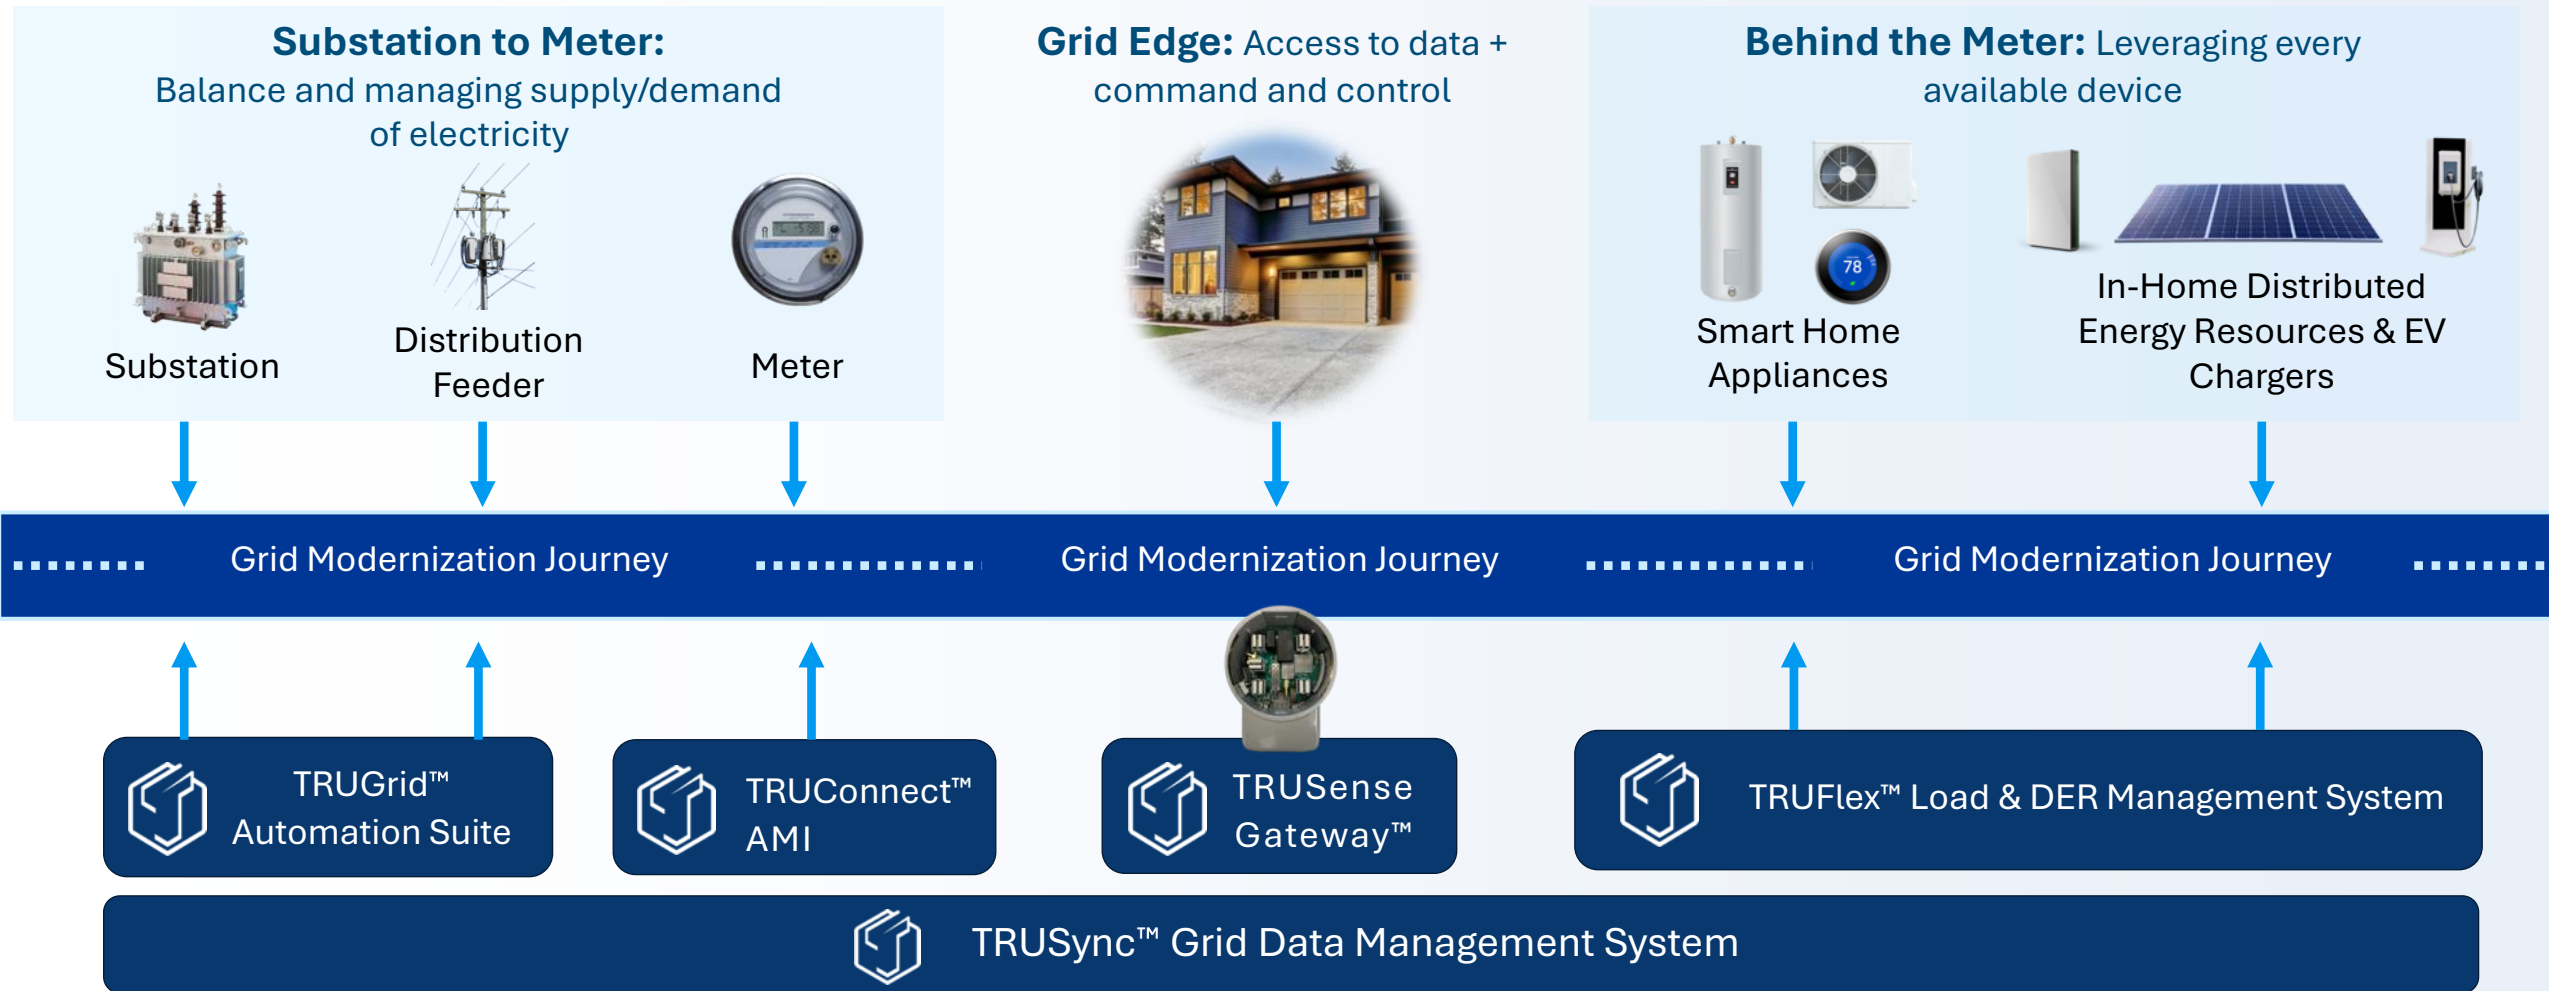 Substation to Meter:
Balance and managing supply/demand
of electricity
Substation
Distribution
Feeder
Meter
Grid Edge: Access to data +
command and control
Behind the Meter: Leveraging every
available device
78
Smart Home
Appliances
In-Home Distributed
Energy Resources & EV
Chargers
Grid Modernization Journey
Grid Modernization Journey
Grid Modernization Journey
TRUGrid™
Automation Suite
TRUConnect™
AMI
TRUSense
Gateway™
TRUFlex™ Load & DER Management System
TRUSync™ Grid Data Management System